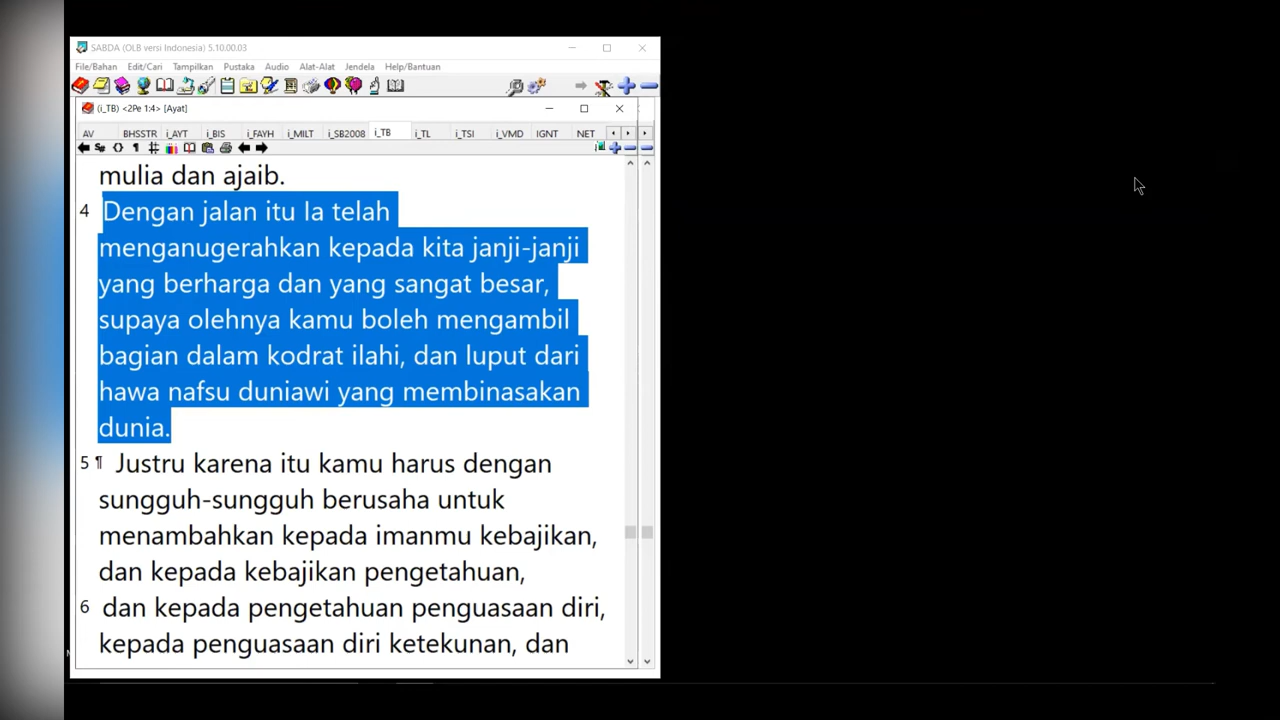 SABDA (OLB versi Indonesia) 5.10.00.03
File/Bahan Edit/Cari Tampilkan Pustaka Audio Alat-Alat Jendela Help/Bantuan
(i_TB) <2Pe 1:4> [Ayat]
AV BHSSTR i_AYT i_BIS i_FAYH i_MILT i_SB2008 i_TB i_TL i_TSI i_VMD IGNT NET
mulia dan ajaib.
4 Dengan jalan itu Ia telah
menganugerahkan kepada kita janji-janji
yang berharga dan yang sangat besar,
supaya olehnya kamu boleh mengambil
bagian dalam kodrat ilahi, dan luput dari
hawa nafsu duniawi yang membinasakan
dunia.
5 ¶ Justru karena itu kamu harus dengan
sungguh-sungguh berusaha untuk
menambahkan kepada imanmu kebajikan,
dan kepada kebajikan pengetahuan,
6 dan kepada pengetahuan penguasaan diri,
kepada penguasaan diri ketekunan, dan